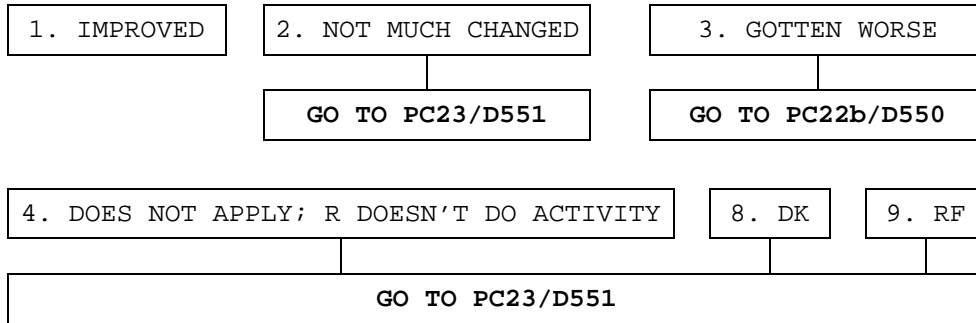 1. IMPROVED 2. NOT MUCH CHANGED 3. GOTTEN WORSE
GO TO PC23/D551 GO TO PC22b/D550
4. DOES NOT APPLY; R DOESN'T DO ACTIVITY 8. DK 9. RF
GO TO PC23/D551